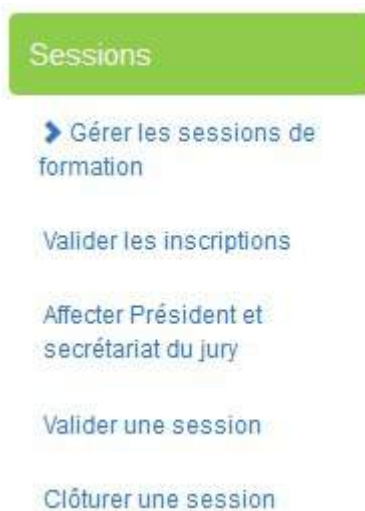 Sessions
Gérer les sessions de
formation
Valider les inscriptions
Affecter Président et
secrétariat du jury
Valider une session
Clôturer une session